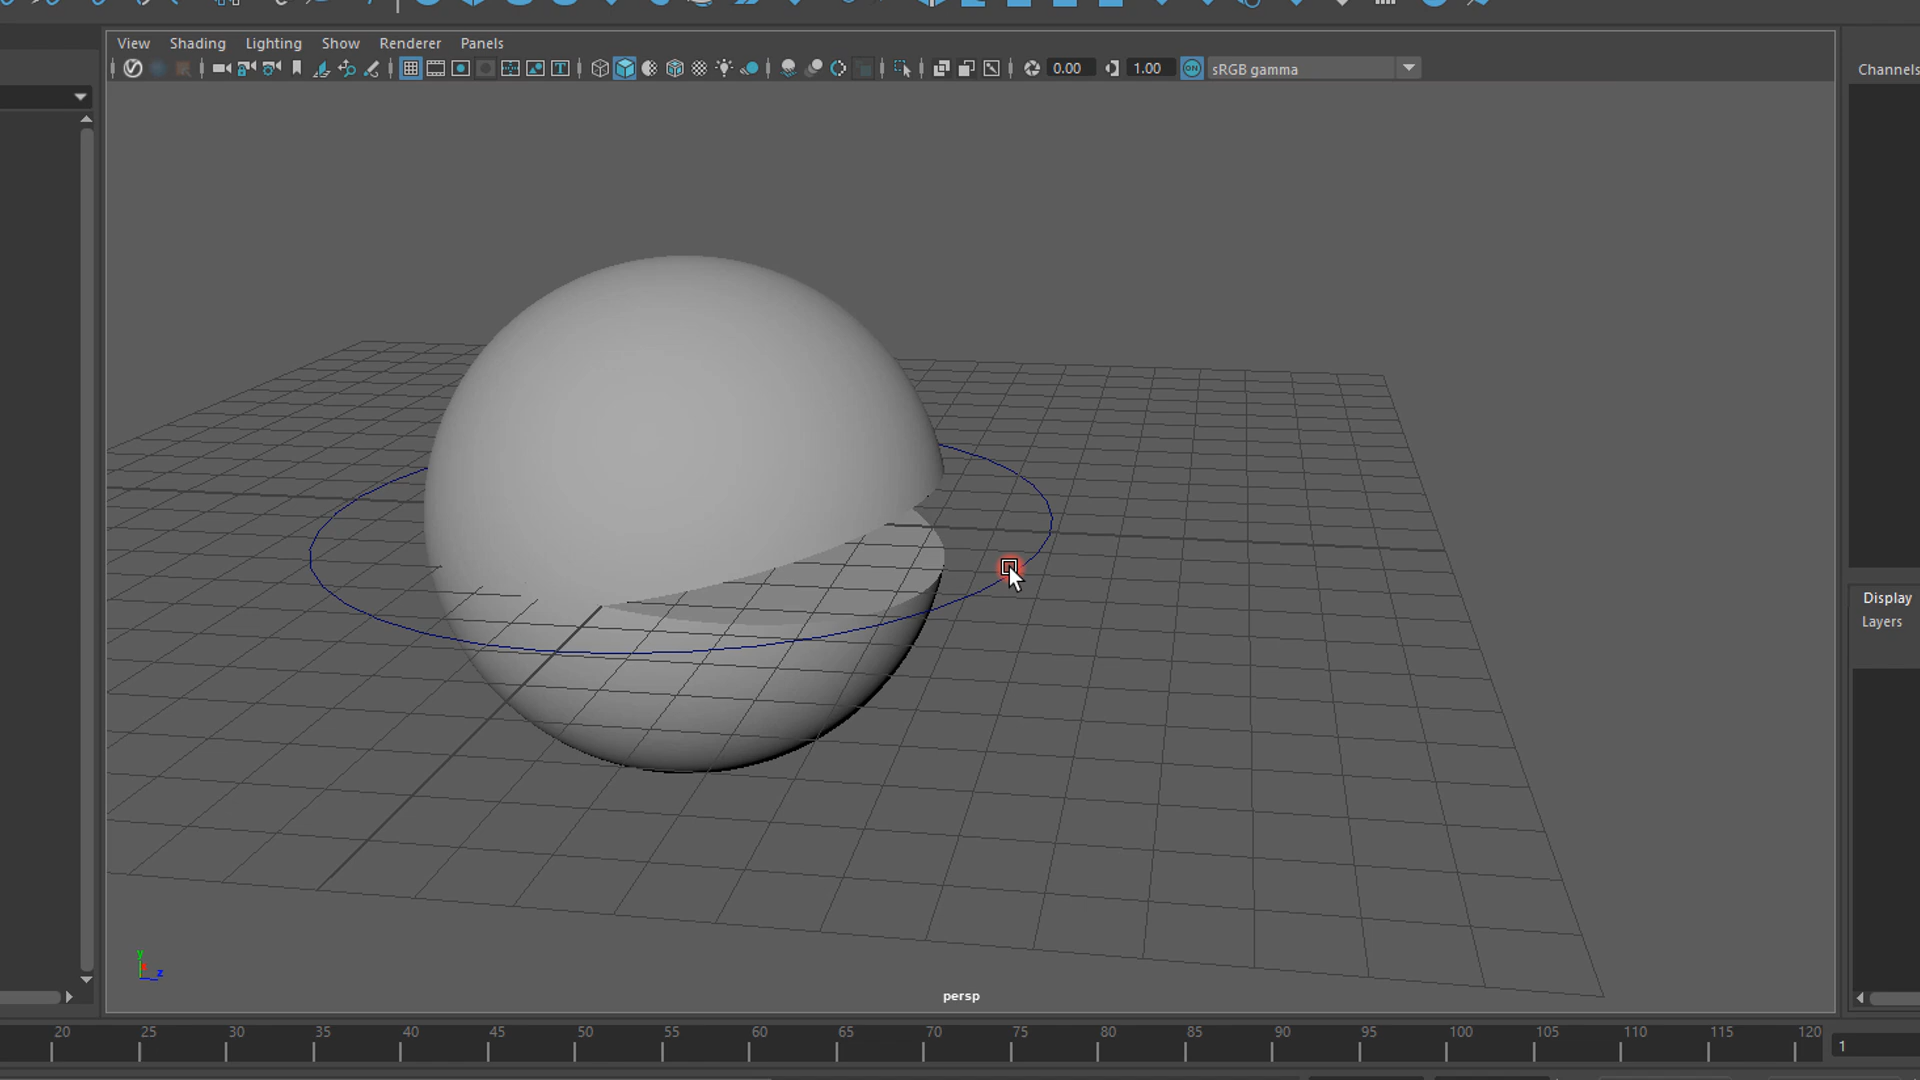 View Shading Lighting Show Renderer Panels
0.00 1.00 ON sRGB gamma
Channels
Display
Layers
y
z
persp
20 25 30 35 40 45 50 55 60 65 70 75 80 85 90 95 100 105 110 115 120
1